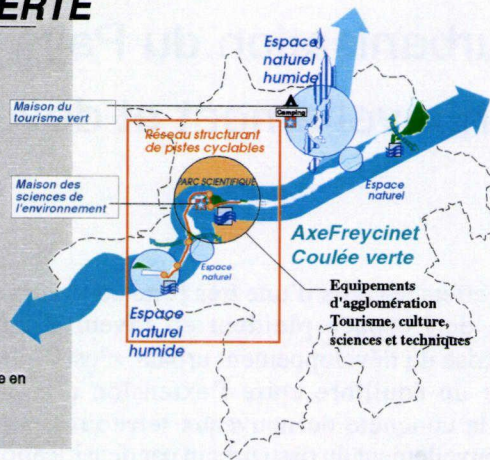 ERTE
Espace
naturel
humide
Maison du
tourisme vert
Camping
Réseau structurant
de pistes cyclables
Maison des
sciences de
l'environnement
PARC SCIENTIFIQUE
Espace
naturel
AxeFreycinet
Coulée verte
Espace
naturel
Espace
naturel
humide
Equipements
d'agglomération
Tourisme, culture,
sciences et techniques
e en